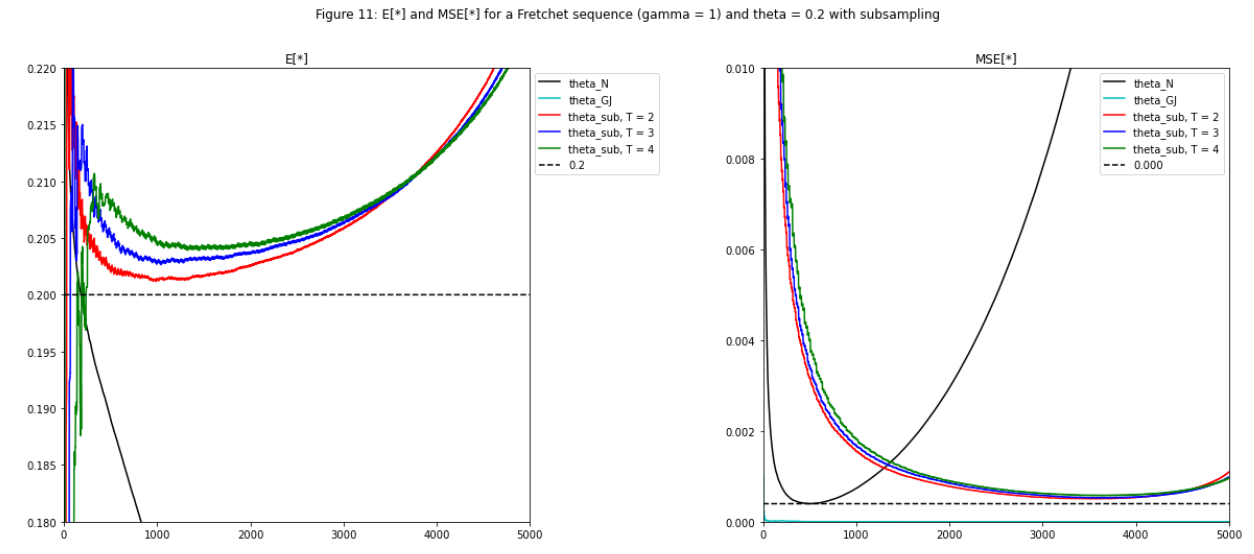 Figure 11: E[*] and MSE[*] for a Fretchet sequence (gamma = 1) and theta = 0.2 with subsampling
E[*]
0.220
0.215
0.210
0.205
0.200
0.195
0.190
0.185
0.180
0
1000
2000
3000
4000
5000
theta_N
theta_GJ
theta_sub, T = 2
theta_sub, T = 3
theta_sub, T = 4
0.2
MSE[*]
0.010
0.008
0.006
0.004
0.002
0.000
0
1000
2000
3000
4000
5000
theta_N
theta_GJ
theta_sub, T = 2
theta_sub, T = 3
theta_sub, T = 4
0.000